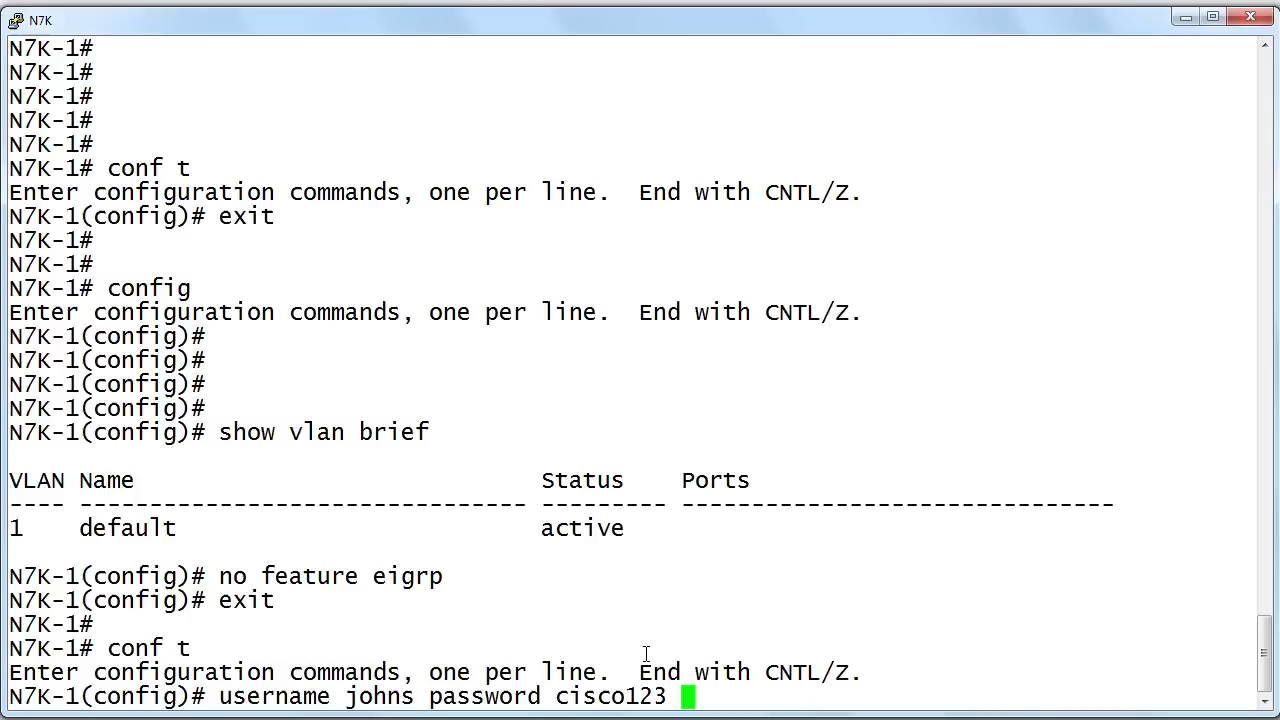 N7K
N7K-1#
N7K-1#
N7K-1#
N7K-1#
N7K-1#
N7K-1# conf t
Enter configuration commands, one per line.  End with CNTL/Z.
N7K-1(config)# exit
N7K-1#
N7K-1#
N7K-1# config
Enter configuration commands, one per line.  End with CNTL/Z.
N7K-1(config)#
N7K-1(config)#
N7K-1(config)#
N7K-1(config)#
N7K-1(config)# show vlan brief
VLAN Name                             Status    Ports
---- -------------------------------- --------- -------------------------------
1    default                          active
N7K-1(config)# no feature eigrp
N7K-1(config)# exit
N7K-1#
N7K-1# conf t
Enter configuration commands, one per line.  End with CNTL/Z.
N7K-1(config)# username johns password cisco123